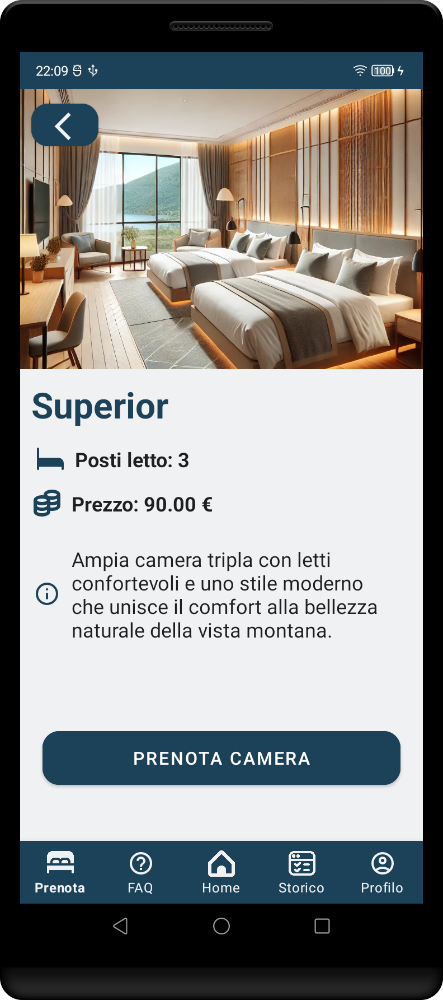 22:09
100
Superior
Posti letto: 3
Prezzo: 90.00 €
Ampia camera tripla con letti
confortevoli e uno stile moderno
che unisce il comfort alla bellezza
naturale della vista montana.
PRENOTA CAMERA
Prenota FAQ Home Storico Profilo